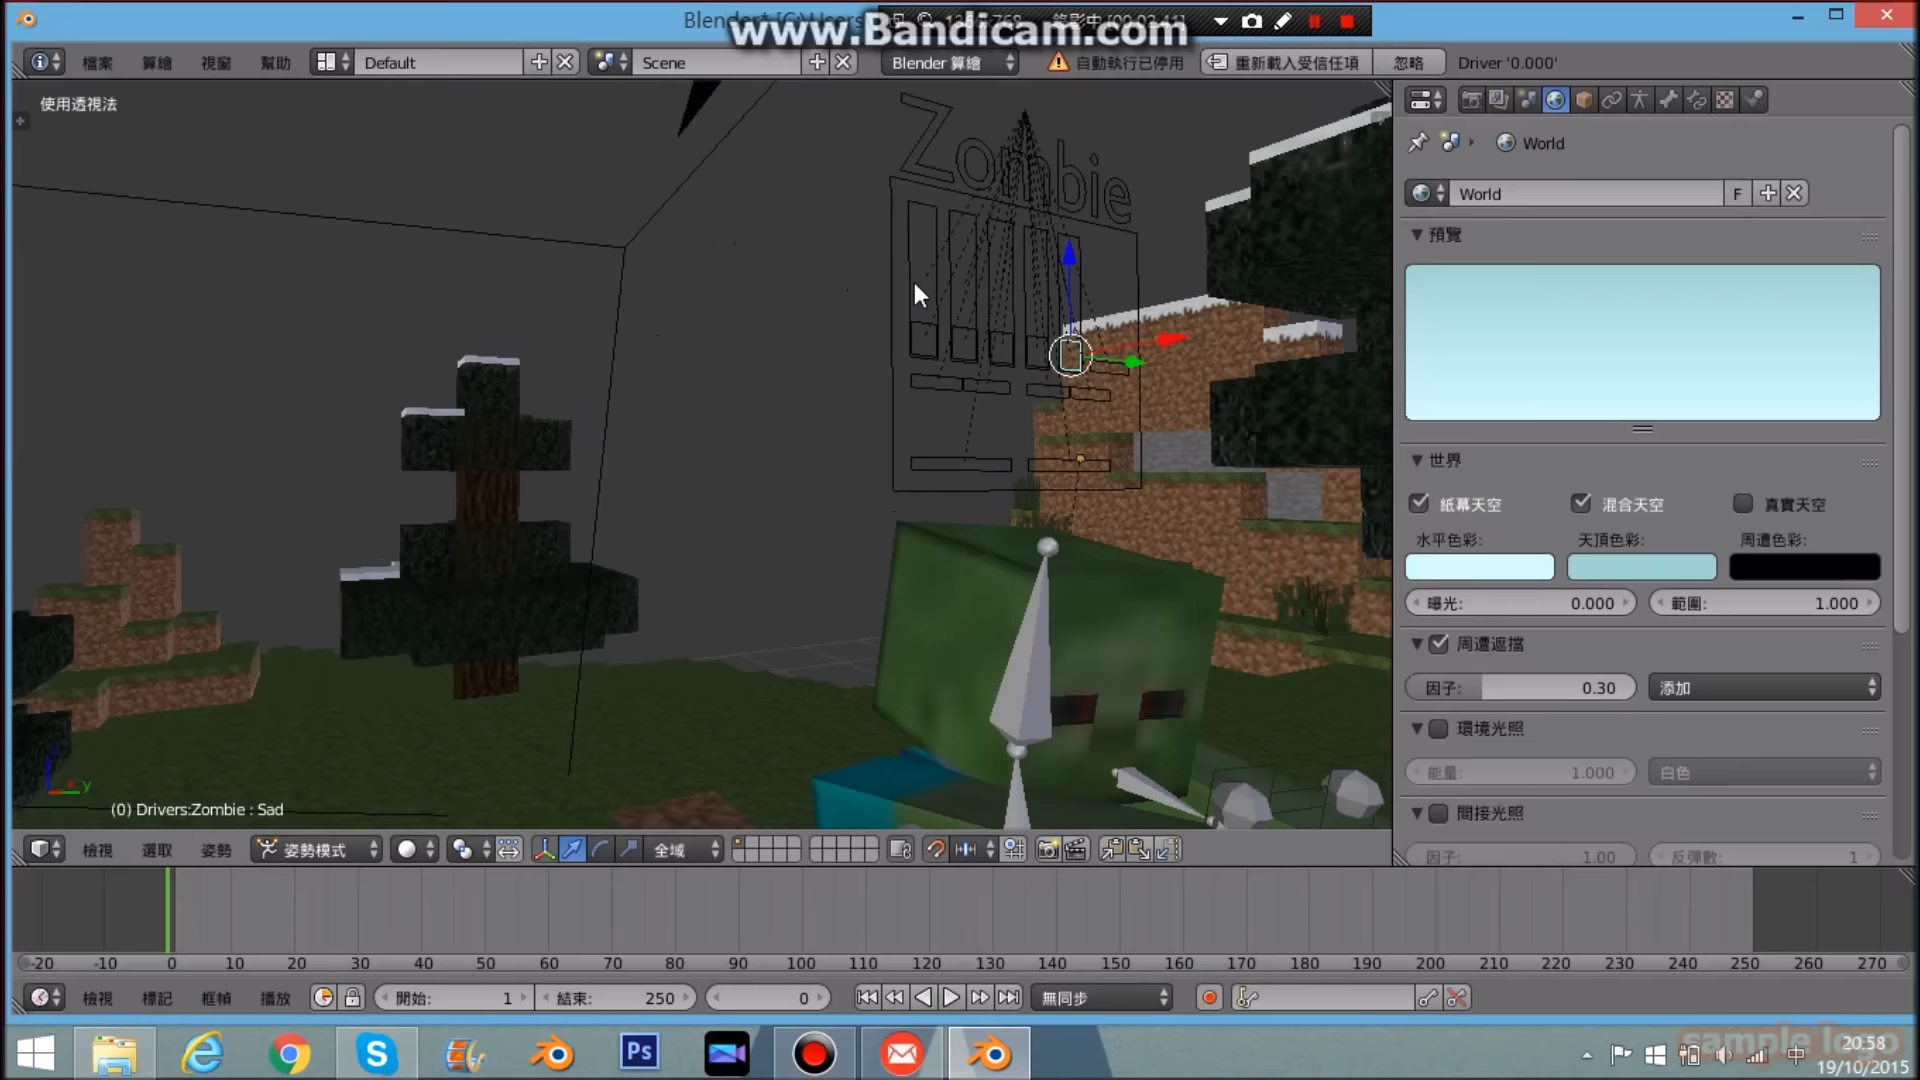 Blender* [C:\Users
www.Bandicam.com
檔案 算繪 視窗 幫助 Default Scene Blender 算繪 自動執行已停用 重新載入受信任項 忽略 Driver '0.000'
使用透視法
Zombie
World
World F
預覽
世界
紙幕天空 混合天空 真實天空
水平色彩: 天頂色彩: 周遭色彩:
曝光: 0.000 範圍: 1.000
周遭遮擋
因子: 0.30 添加
環境光照
能量: 1.000 白色
間接光照
因子: 1.00 反彈數: 1
y
(0) Drivers:Zombie : Sad
檢視 選取 姿勢 姿勢模式 全域
-20 -10 0 10 20 30 40 50 60 70 80 90 100 110 120 130 140 150 160 170 180 190 200 210 220 230 240 250 260 270
檢視 標記 框幀 播放 開始: 1 結束: 250 0 無同步
Ps
中
sample logo
20:58
19/10/2015